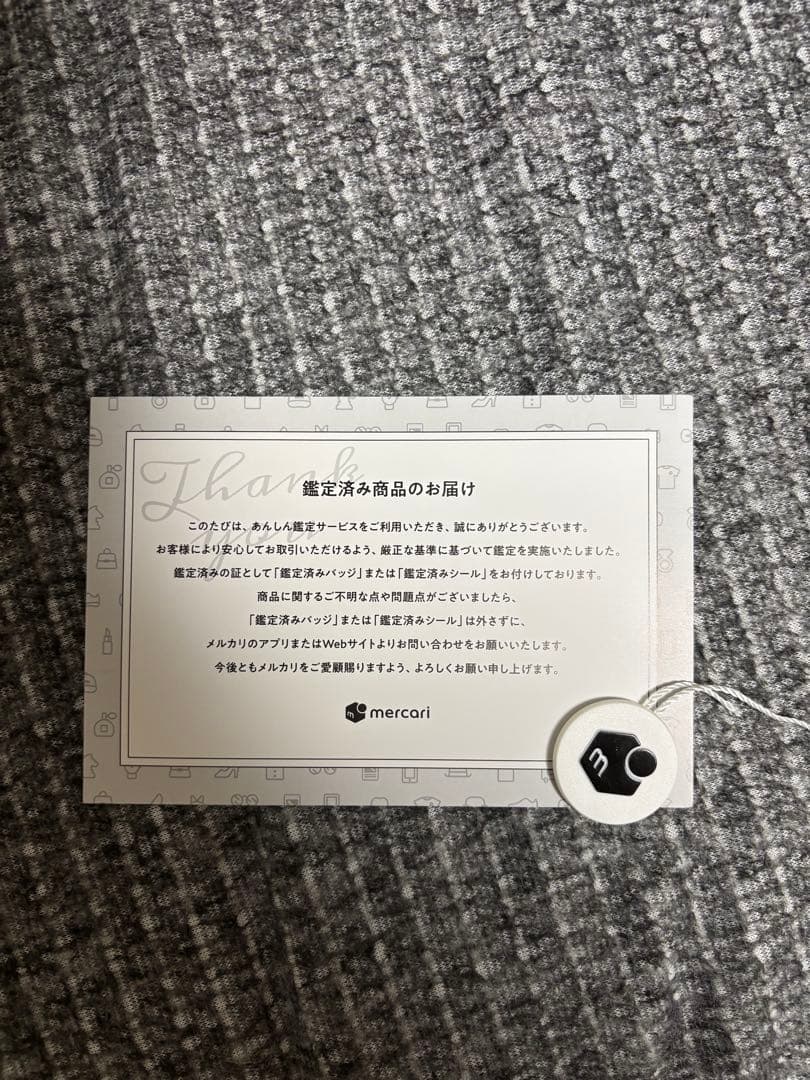 Thank you
鑑定済み商品のお届け
このたびは、あんしん鑑定サービスをご利用いただき、誠にありがとうございます。
お客様により安心してお取引いただけるよう、厳正な基準に基づいて鑑定を実施いたしました。
鑑定済みの証として「鑑定済みバッジ」または「鑑定済みシール」をお付けしております。
商品に関するご不明な点や問題点がございましたら、
「鑑定済みバッジ」または「鑑定済みシール」は外さずに、
メルカリのアプリまたはWebサイトよりお問い合わせをお願いいたします。
今後ともメルカリをご愛顧賜りますよう、よろしくお願い申し上げます。
m mercari
m